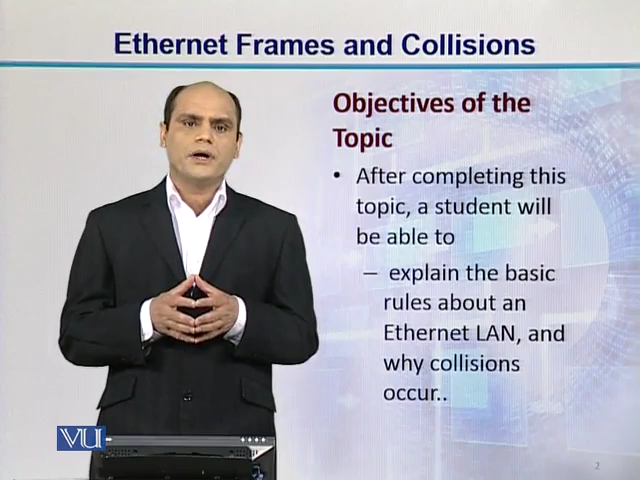 Ethernet Frames and Collisions
Objectives of the
Topic
• After completing this
topic, a student will
be able to
– explain the basic
rules about an
Ethernet LAN, and
why collisions
occur..
VU
2